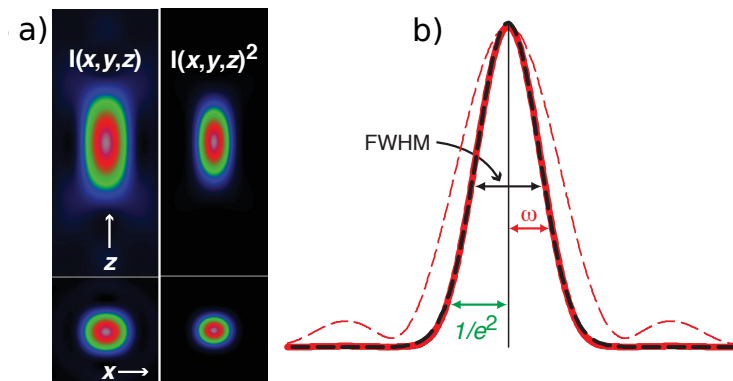 a)
I(x,y,z)
I(x,y,z)²
z
x
b)
FWHM
ω
1/e²